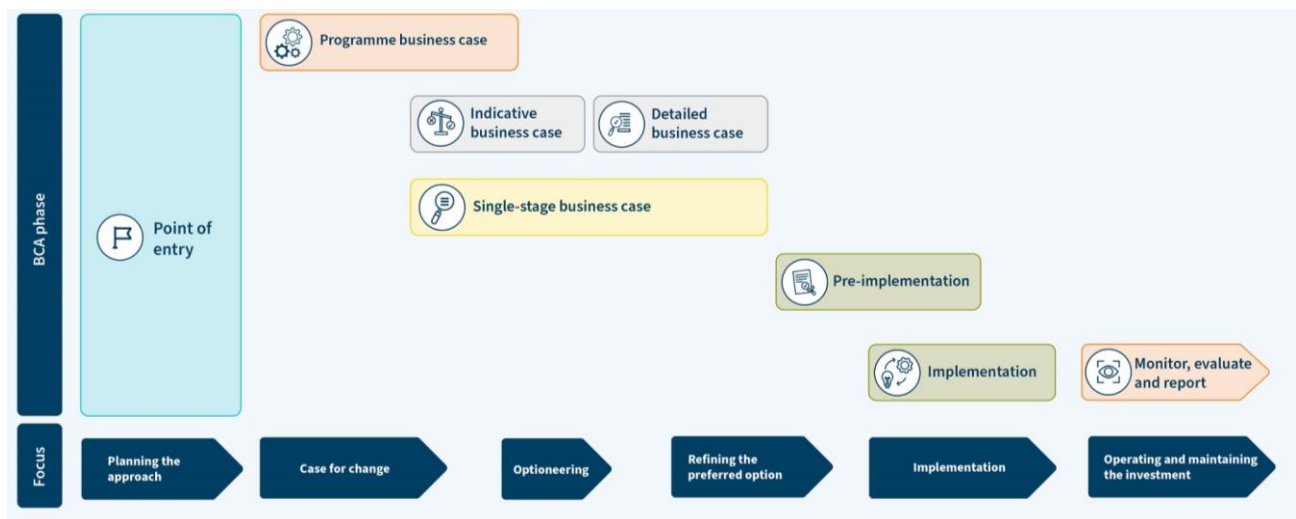 BCA phase
Point of
entry
Programme business case
Indicative
business case
Detailed
business case
Single-stage business case
Pre-implementation
Implementation
Monitor, evaluate
and report
Focus
Planning the
approach
Case for change
Optioneering
Refining the
preferred option
Implementation
Operating and maintaining
the investment